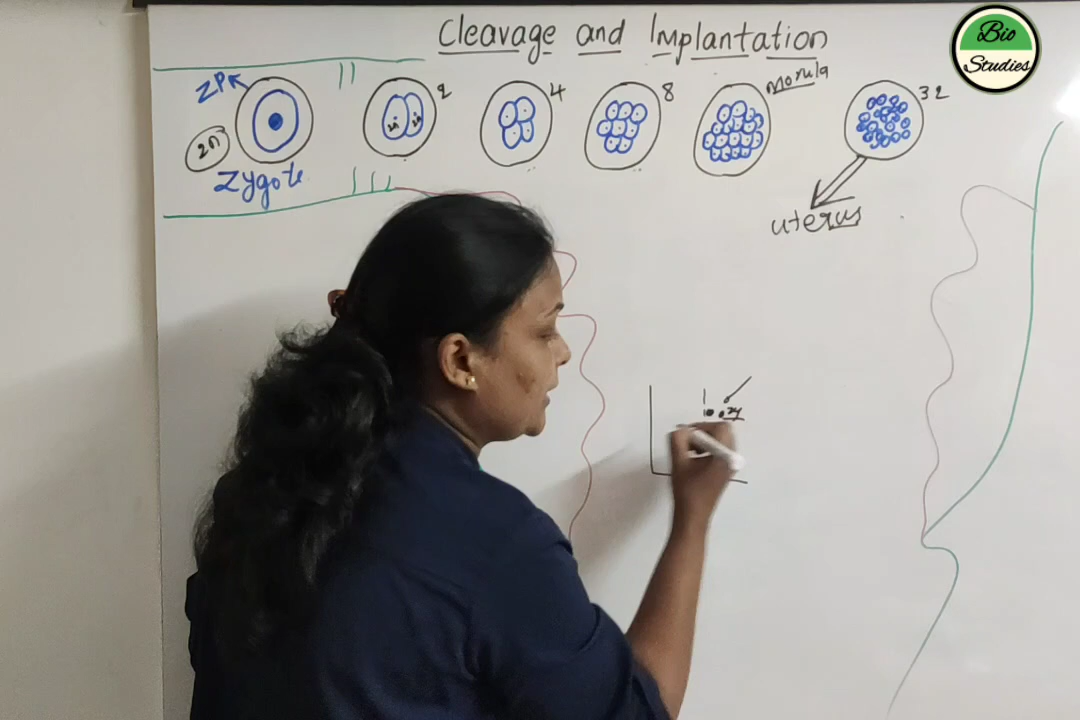 Cleavage and Implantation
Bio
Studies
ZP
2
4
8
Morula
32
2n
Zygote
uterus